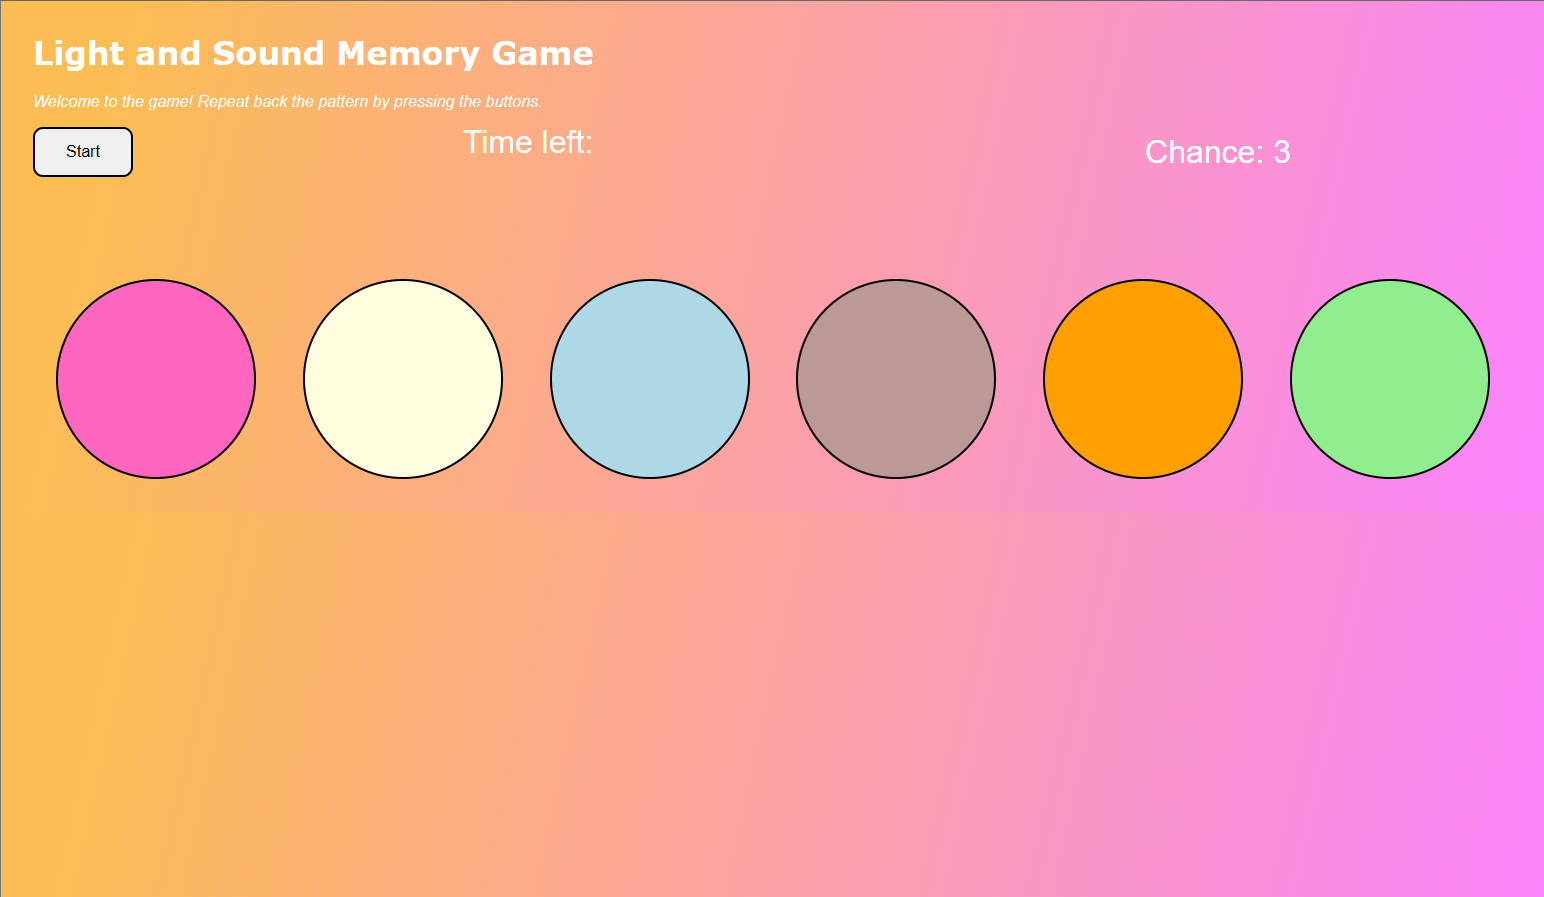 Light and Sound Memory Game
Welcome to the game! Repeat back the pattern by pressing the buttons.
Start
Time left:
Chance: 3